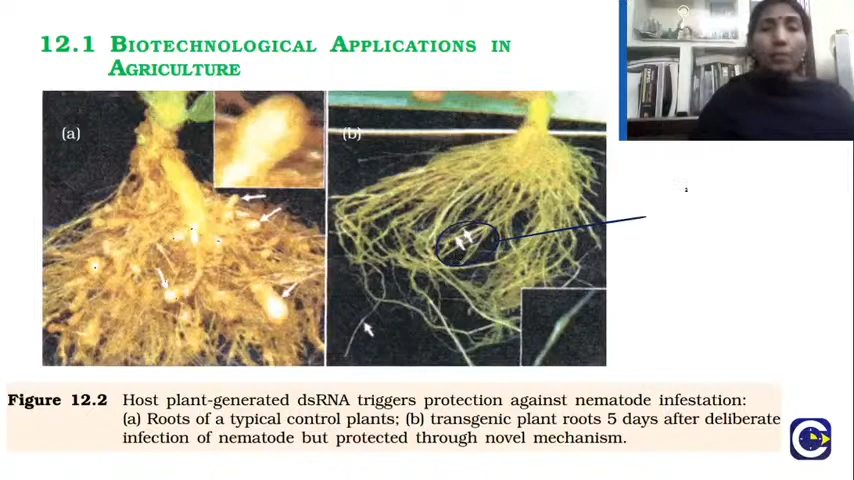 12.1 BIOTECHNOLOGICAL APPLICATIONS IN
AGRICULTURE
(a)
(b)
Figure 12.2 Host plant-generated dsRNA triggers protection against nematode infestation:
(a) Roots of a typical control plants; (b) transgenic plant roots 5 days after deliberate
infection of nematode but protected through novel mechanism.